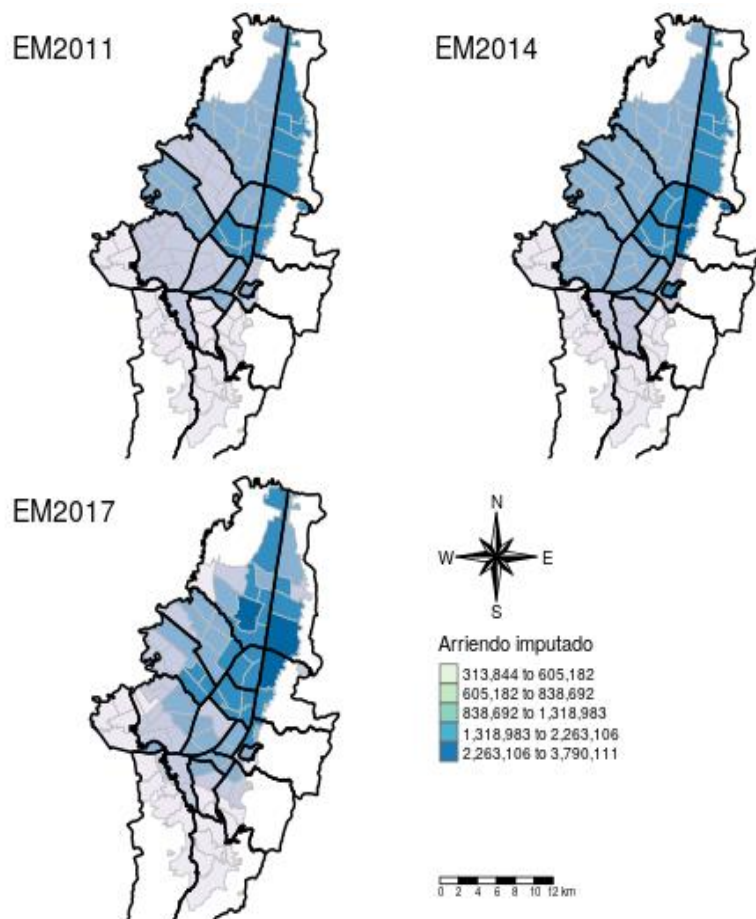 EM2011
EM2014
EM2017
N
W
E
S
Arriendo imputado
313,844 to 605,182
605,182 to 838,692
838,692 to 1,318,983
1,318,983 to 2,263,106
2,263,106 to 3,790,111
0 2 4 6 8 10 12 km